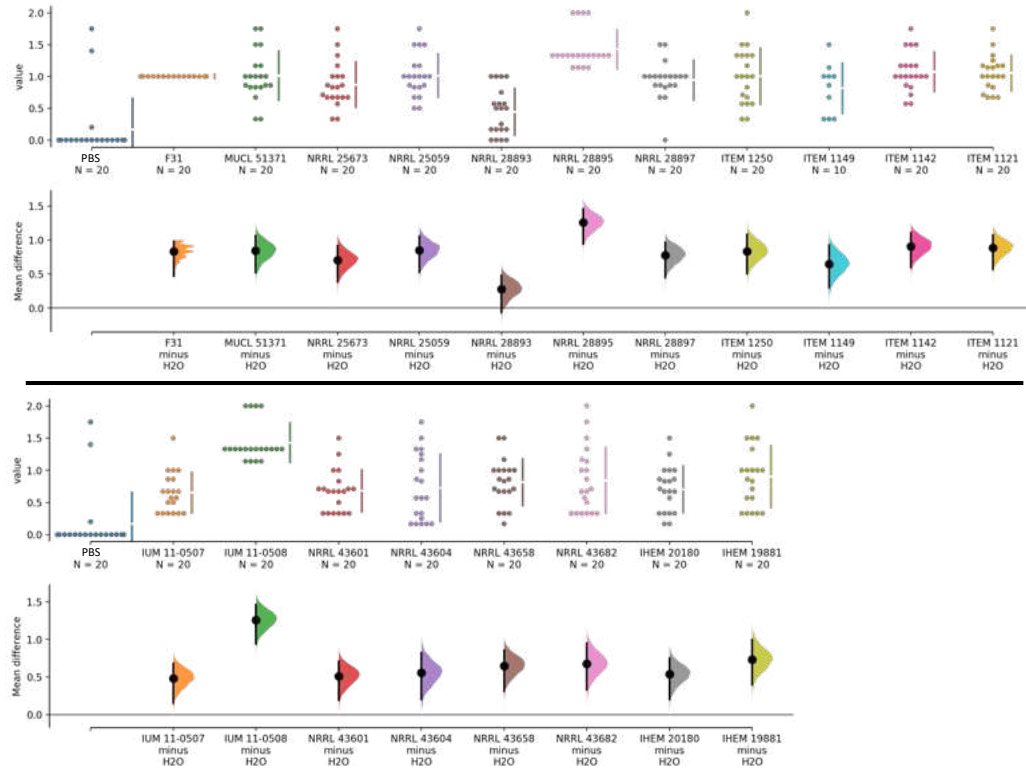 2.0
1.5
1.0
0.5
0.0
value
PBS F31 MUCL 51371 NRRL 25673 NRRL 25059 NRRL 28893 NRRL 28895 NRRL 28897 ITEM 1250 ITEM 1149 ITEM 1142 ITEM 1121
N = 20 N = 20 N = 20 N = 20 N = 20 N = 20 N = 20 N = 20 N = 20 N = 10 N = 20 N = 20
1.5
1.0
0.5
0.0
Mean difference
F31 MUCL 51371 NRRL 25673 NRRL 25059 NRRL 28893 NRRL 28895 NRRL 28897 ITEM 1250 ITEM 1149 ITEM 1142 ITEM 1121
minus minus minus minus minus minus minus minus minus minus minus
H2O H2O H2O H2O H2O H2O H2O H2O H2O H2O H2O
2.0
1.5
1.0
0.5
0.0
value
PBS IUM 11-0507 IUM 11-0508 NRRL 43601 NRRL 43604 NRRL 43658 NRRL 43682 IHEM 20180 IHEM 19881
N = 20 N = 20 N = 20 N = 20 N = 20 N = 20 N = 20 N = 20 N = 20
1.5
1.0
0.5
0.0
Mean difference
IUM 11-0507 IUM 11-0508 NRRL 43601 NRRL 43604 NRRL 43658 NRRL 43682 IHEM 20180 IHEM 19881
minus minus minus minus minus minus minus minus
H2O H2O H2O H2O H2O H2O H2O H2O